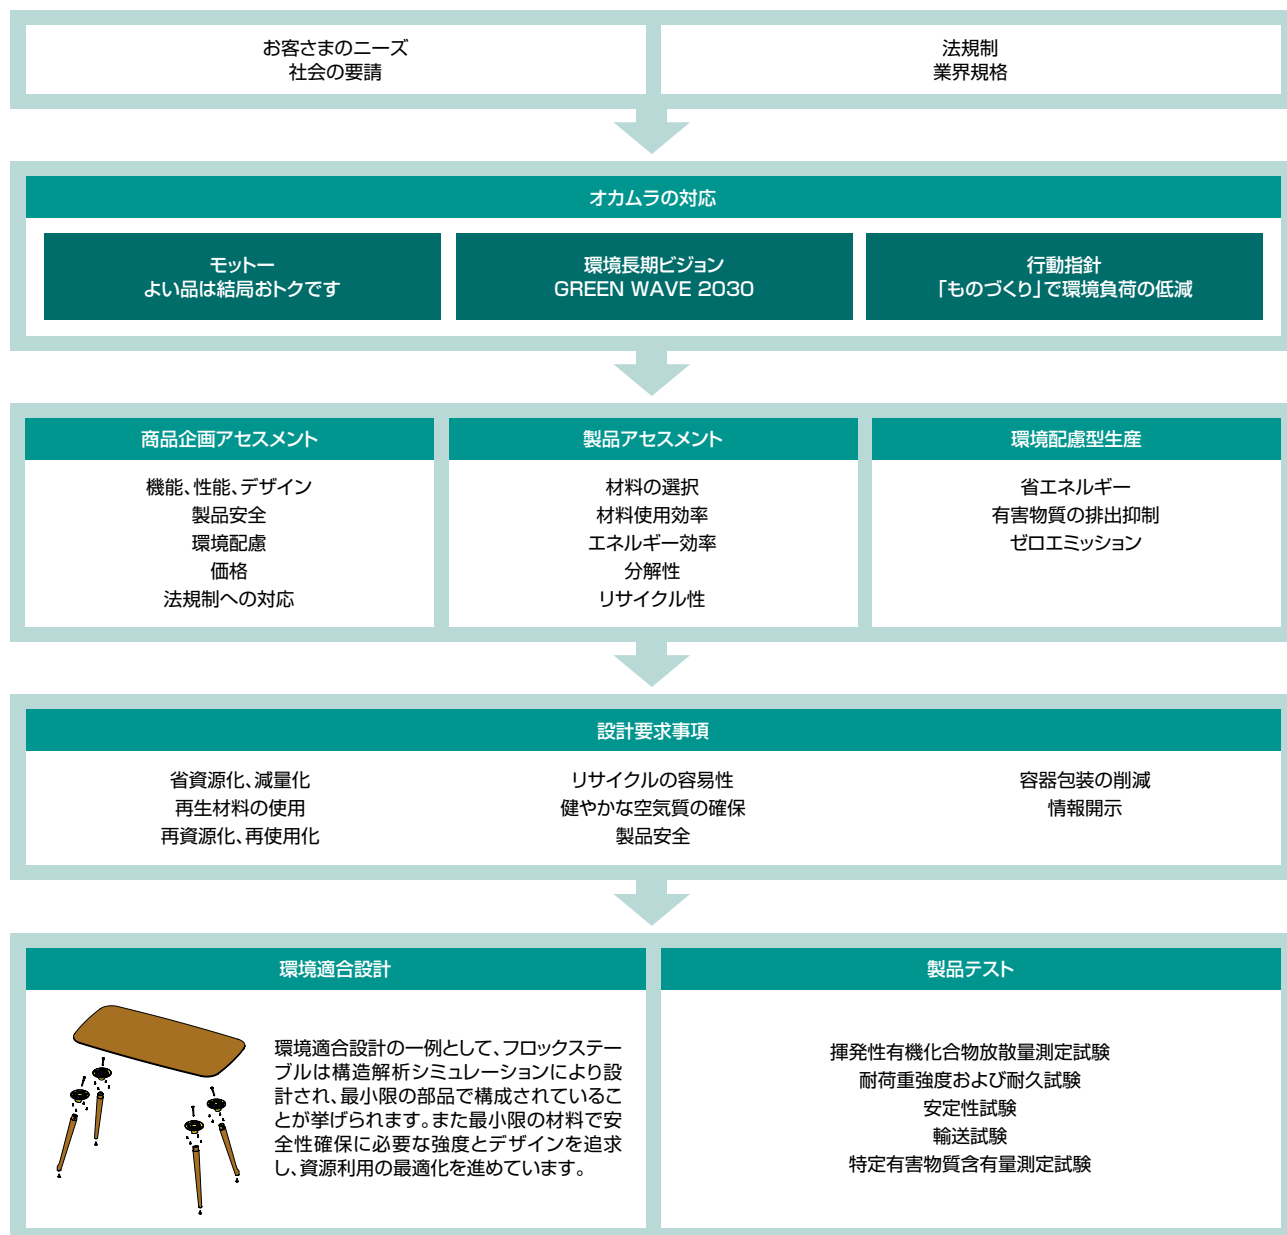 お客さまのニーズ
社会の要請
法規制
業界規格
オカムラの対応
モットー
よい品は結局おトクです
環境長期ビジョン
GREEN WAVE 2030
行動指針
「ものづくり」で環境負荷の低減
商品企画アセスメント
機能、性能、デザイン
製品安全
環境配慮
価格
法規制への対応
製品アセスメント
材料の選択
材料使用効率
エネルギー効率
分解性
リサイクル性
環境配慮型生産
省エネルギー
有害物質の排出抑制
ゼロエミッション
設計要求事項
省資源化、減量化
再生材料の使用
再資源化、再使用化
リサイクルの容易性
健やかな空気質の確保
製品安全
容器包装の削減
情報開示
環境適合設計
環境適合設計の一例として、フロックステー
ブルは構造解析シミュレーションにより設
計され、最小限の部品で構成されているこ
とが挙げられます。また最小限の材料で安
全性確保に必要な強度とデザインを追求
し、資源利用の最適化を進めています。
製品テスト
揮発性有機化合物放散量測定試験
耐荷重強度および耐久試験
安定性試験
輸送試験
特定有害物質含有量測定試験